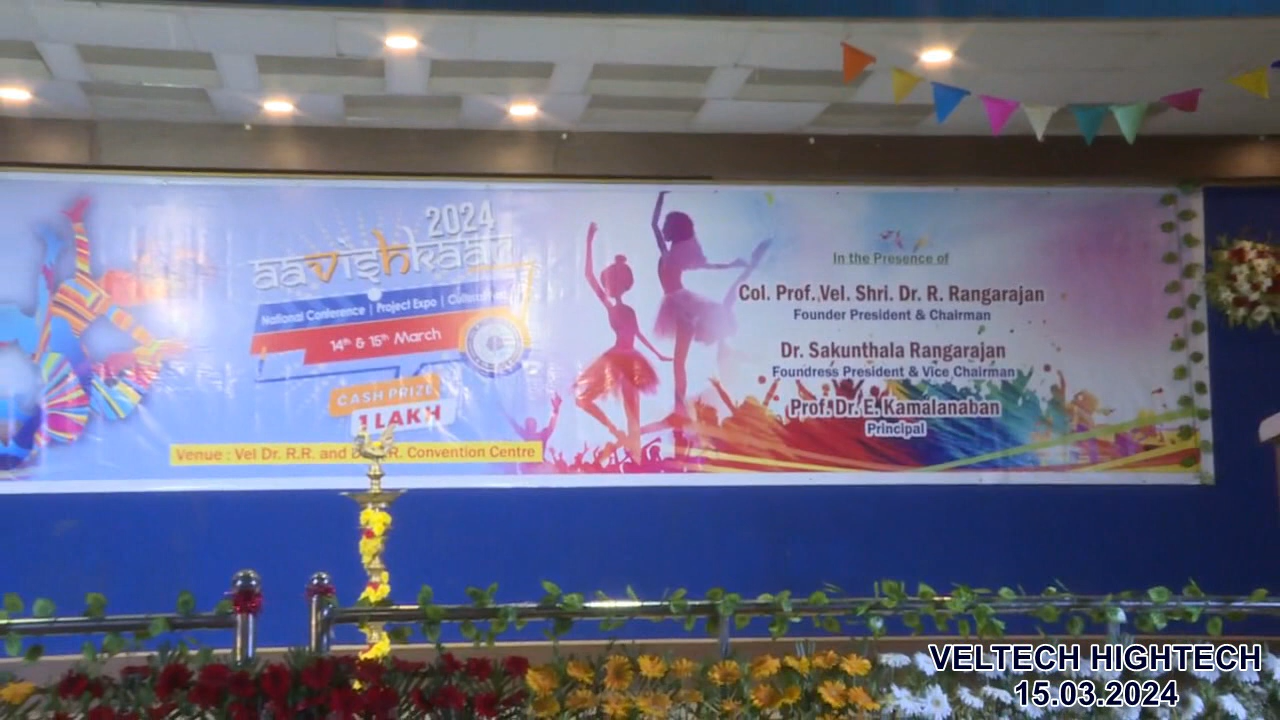 2024
aavishkaar
National Conference | Project Expo |
14th & 15th March
CASH PRIZE
1 LAKH
Venue : Vel Dr. R.R. and R. Convention Centre
In the Presence of
Col. Prof. Vel. Shri. Dr. R. Rangarajan
Founder President & Chairman
Dr. Sakunthala Rangarajan
Foundress President & Vice Chairman
Prof. Dr. E. Kamalanaban
Principal
VELTECH HIGHTECH
15.03.2024